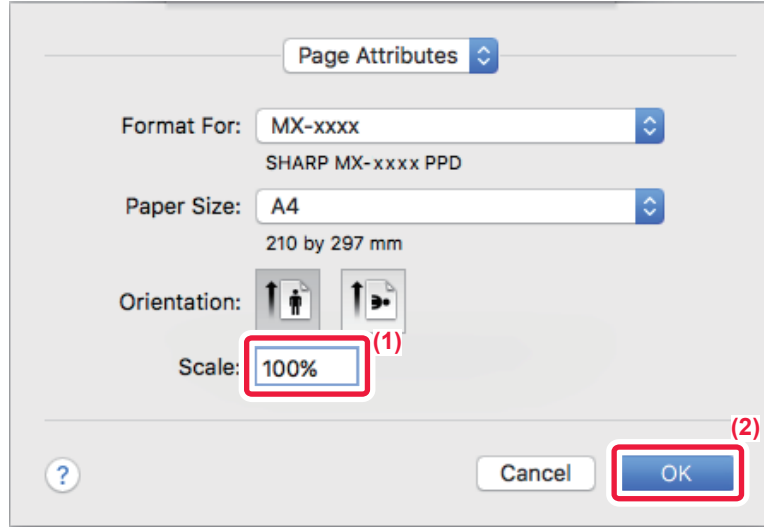 Page Attributes
Format For: MX-xxxx
SHARP MX-xxxx PPD
Paper Size: A4
210 by 297 mm
Orientation:
(1)
Scale: 100%
(2)
? Cancel OK